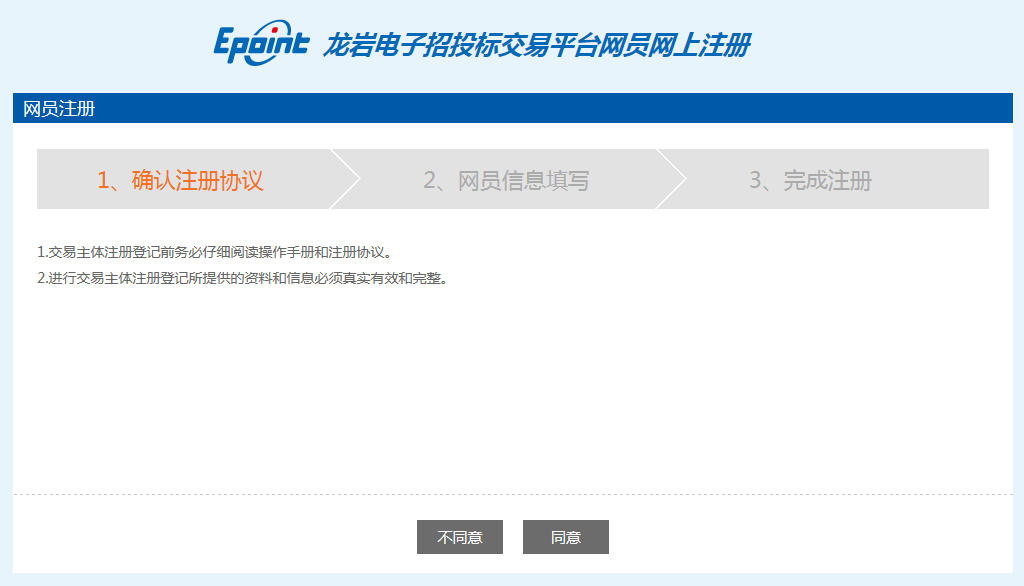 Epoint 龙岩电子招投标交易平台网员网上注册
网员注册
1、确认注册协议 2、网员信息填写 3、完成注册
1.交易主体注册登记前务必仔细阅读操作手册和注册协议。
2.进行交易主体注册登记所提供的资料和信息必须真实有效和完整。
不同意 同意